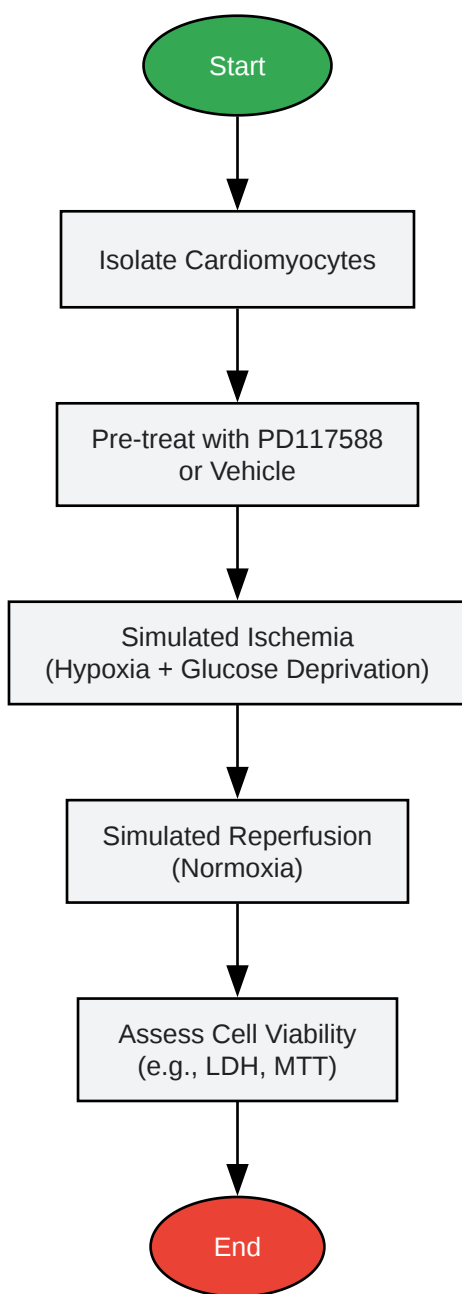 Start
Isolate Cardiomyocytes
Pre-treat with PD117588
or Vehicle
Simulated Ischemia
(Hypoxia + Glucose Deprivation)
Simulated Reperfusion
(Normoxia)
Assess Cell Viability
(e.g., LDH, MTT)
End